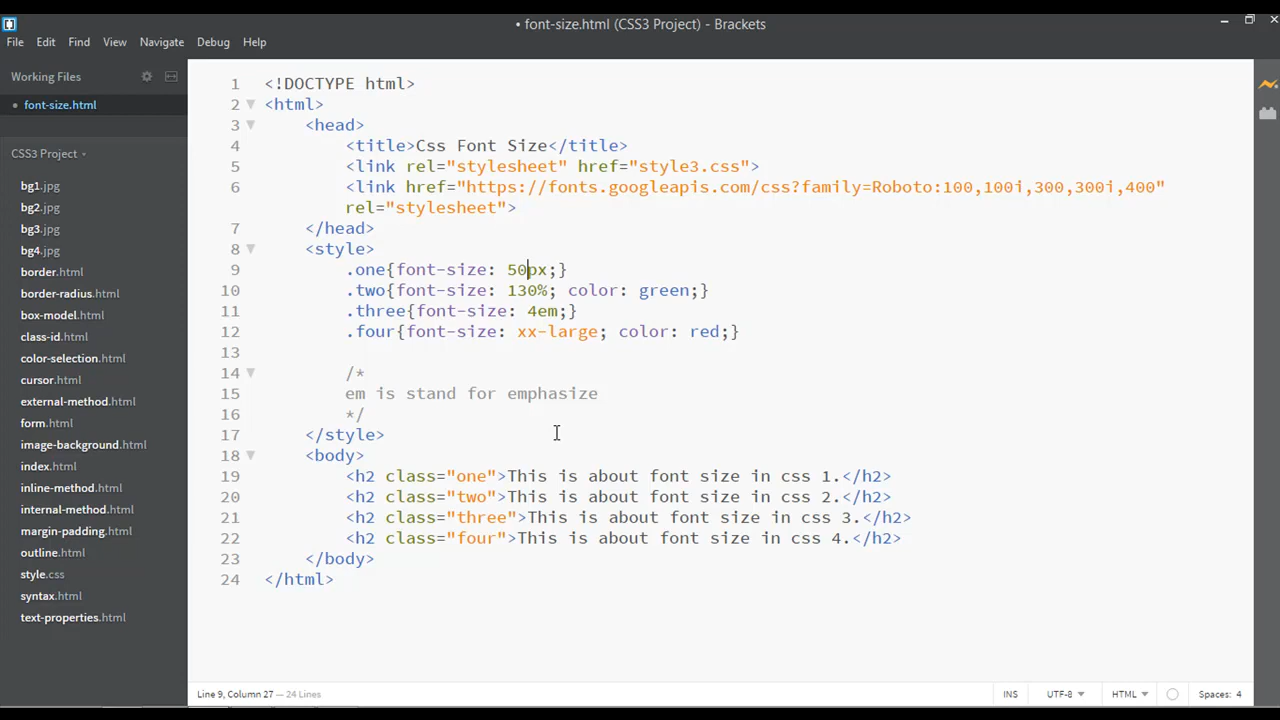 • font-size.html (CSS3 Project) - Brackets
File Edit Find View Navigate Debug Help
Working Files
• font-size.html
CSS3 Project
bg1.jpg
bg2.jpg
bg3.jpg
bg4.jpg
border.html
border-radius.html
box-model.html
class-id.html
color-selection.html
cursor.html
external-method.html
form.html
image-background.html
index.html
inline-method.html
internal-method.html
margin-padding.html
outline.html
style.css
syntax.html
text-properties.html
1 <!DOCTYPE html>
2 <html>
3 <head>
4 <title>Css Font Size</title>
5 <link rel="stylesheet" href="style3.css">
6 <link href="https://fonts.googleapis.com/css?family=Roboto:100,100i,300,300i,400"
rel="stylesheet">
7 </head>
8 <style>
9 .one{font-size: 50px;}
10 .two{font-size: 130%; color: green;}
11 .three{font-size: 4em;}
12 .four{font-size: xx-large; color: red;}
13
14 /*
15 em is stand for emphasize
16 */
17 </style>
18 <body>
19 <h2 class="one">This is about font size in css 1.</h2>
20 <h2 class="two">This is about font size in css 2.</h2>
21 <h2 class="three">This is about font size in css 3.</h2>
22 <h2 class="four">This is about font size in css 4.</h2>
23 </body>
24 </html>
Line 9, Column 27 — 24 Lines
INS UTF-8 HTML Spaces: 4